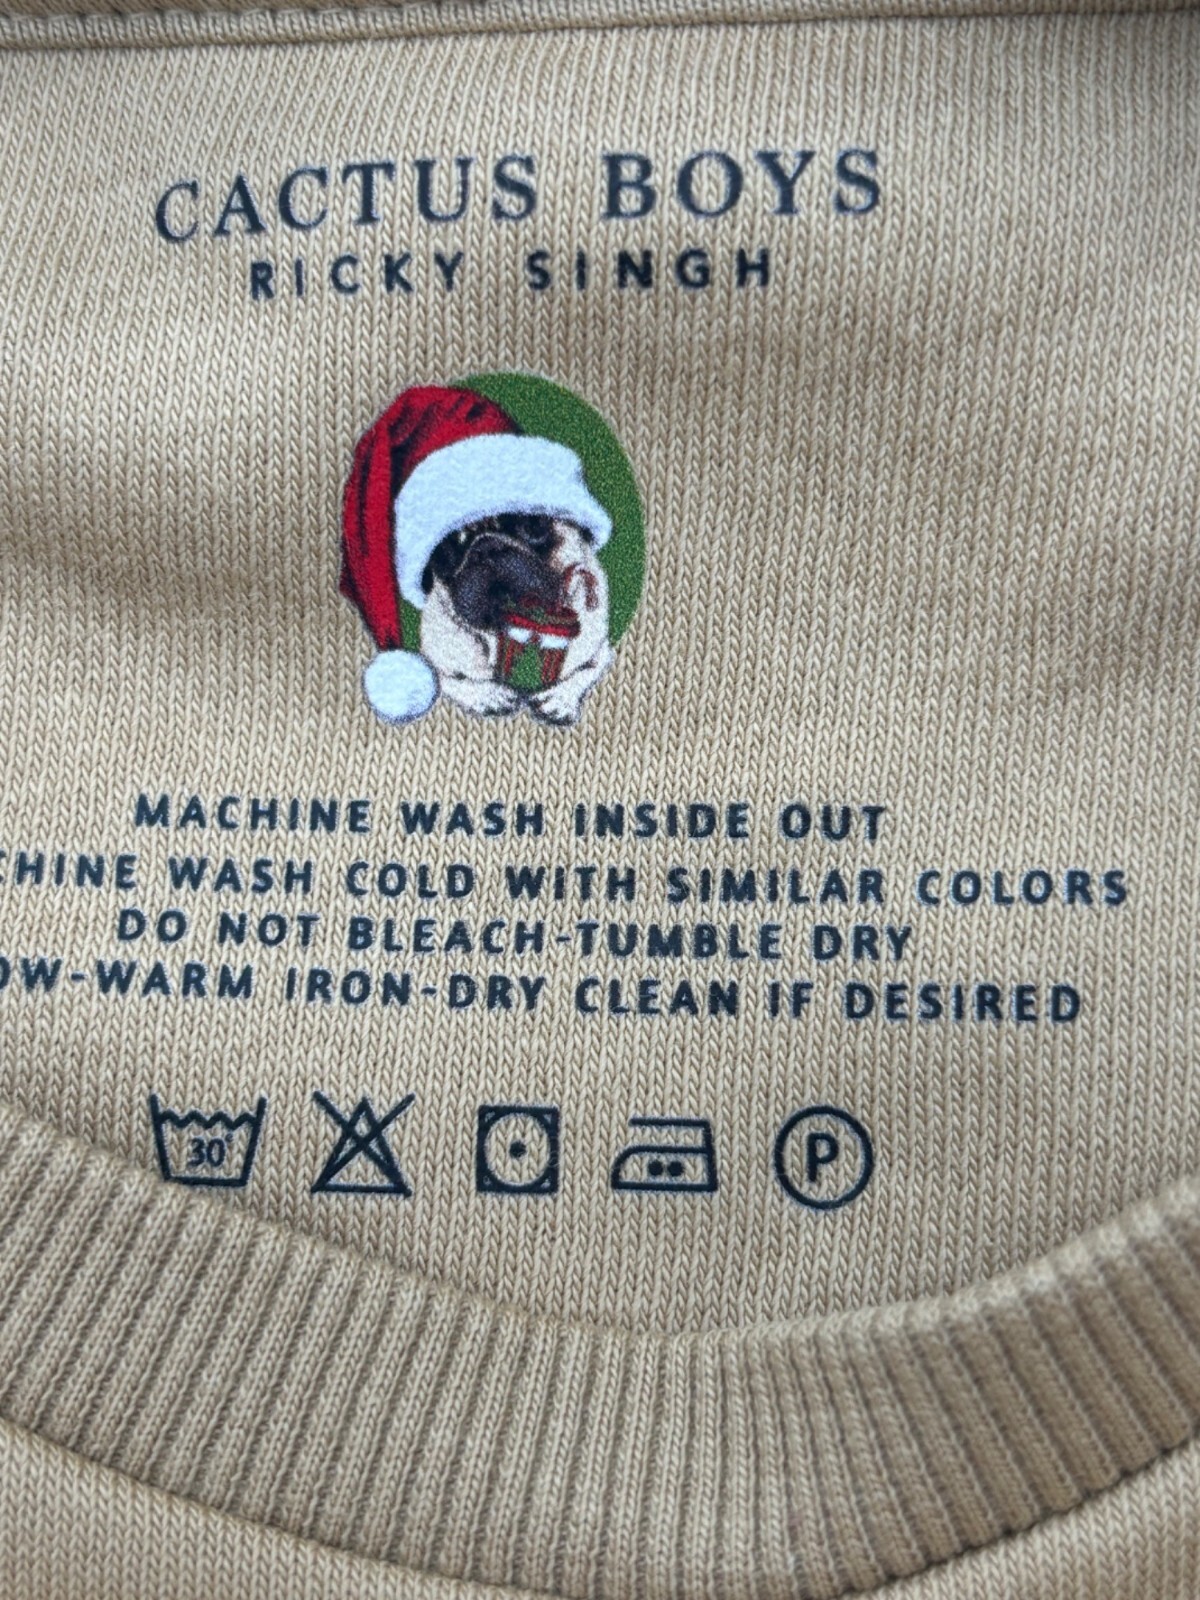 CACTUS BOYS
RICKY SINGH
MACHINE WASH INSIDE OUT
CHINE WASH COLD WITH SIMILAR COLORS
DO NOT BLEACH-TUMBLE DRY
OW-WARM IRON-DRY CLEAN IF DESIRED
30° P